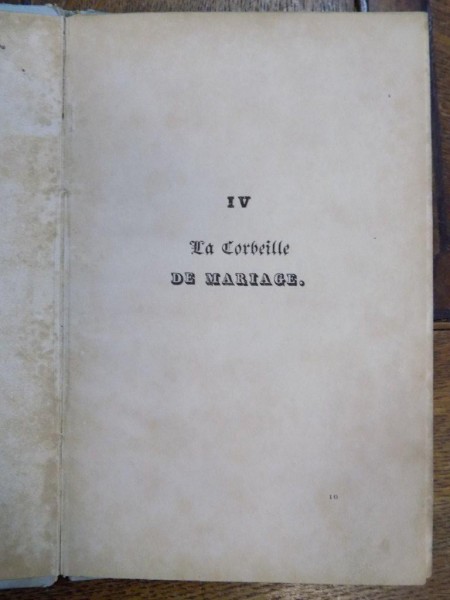 IV
La Corbeille
DE MARIAGE.
10